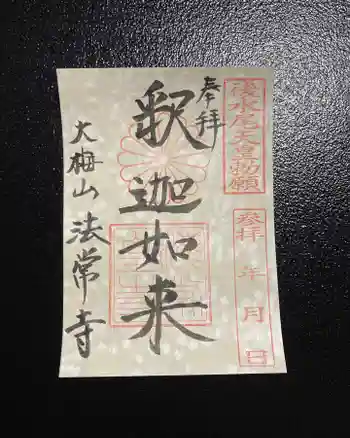 後水尾天皇勅願
参拝 年 月 日
奉拝
釈迦如来
大梅山 法常寺